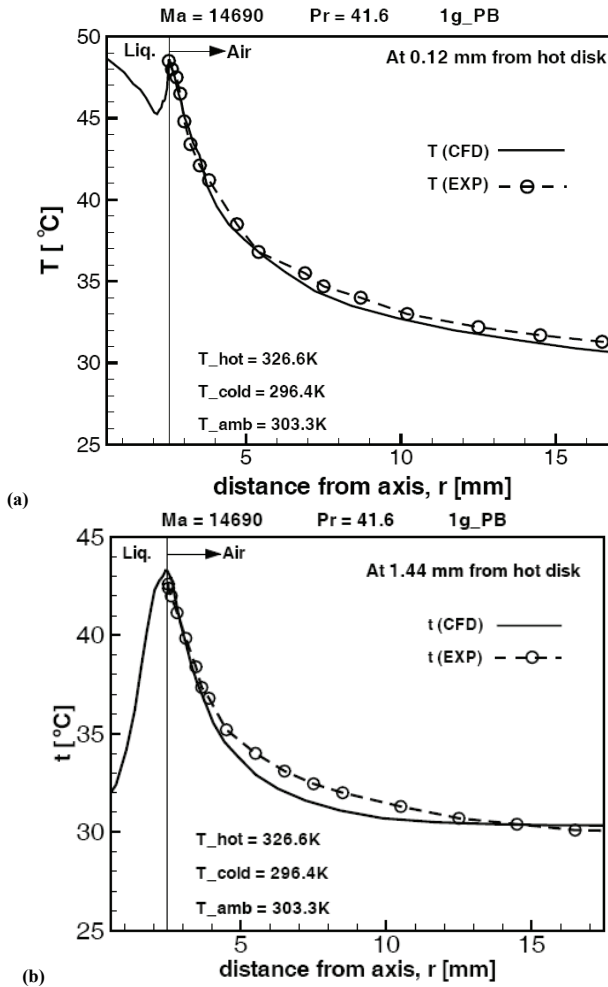 Ma = 14690 Pr = 41.6 1g_PB
50
45
40
35
30
25
T [°C]
Liq. Air
At 0.12 mm from hot disk
T (CFD)
T (EXP)
T_hot = 326.6K
T_cold = 296.4K
T_amb = 303.3K
5 10 15
distance from axis, r [mm]
(a)
Ma = 14690 Pr = 41.6 1g_PB
45
40
35
30
25
t [°C]
Liq. Air
At 1.44 mm from hot disk
t (CFD)
t (EXP)
T_hot = 326.6K
T_cold = 296.4K
T_amb = 303.3K
5 10 15
distance from axis, r [mm]
(b)